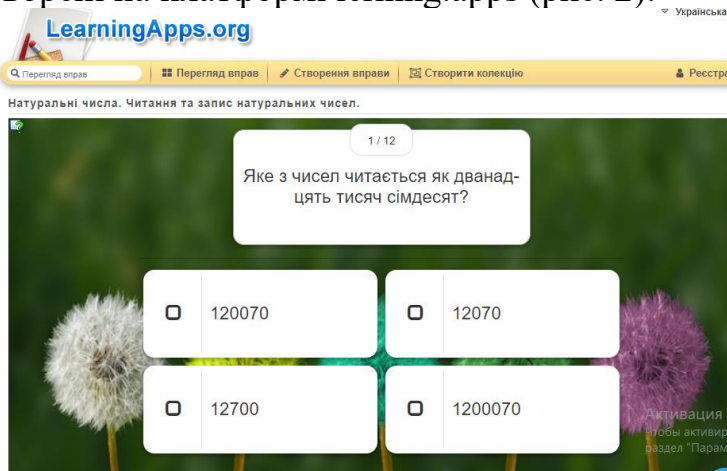 LearningApps.org
Українська
Перегляд вправ
Перегляд вправ
Створення вправи
Створити колекцію
Натуральні числа. Читання та запис натуральних чисел.
1 / 12
Яке з чисел читається як дванад-
цять тисяч сімдесят?
120070
12070
12700
1200070
Активация